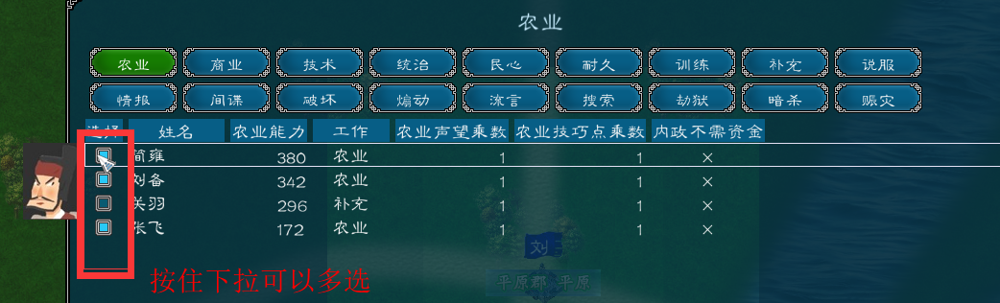 农业
农业 商业 技术 统治 民心 耐久 训练 补充 说服
情报 间谍 破坏 煽动 流言 搜索 劫狱 暗杀 赈灾
选择 姓名 农业能力 工作 农业声望乘数 农业技巧点乘数 内政不需资金
简雍 380 农业 1 1 ×
刘备 342 农业 1 1 ×
关羽 296 补充 1 1 ×
张飞 172 农业 1 1 ×
刘
平原郡 平原
按住下拉可以多选